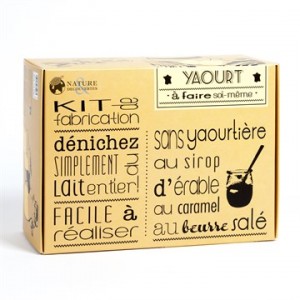 NATURE
& DÉCOUVERTES
YAOURT
à faire soi-même
KIT de
fabrication
dénichez
SIMPLEMENT du
Lait entier!
FACILE à
réaliser
sans yaourtière
au sirop
d'érable
au caramel
au beurre salé